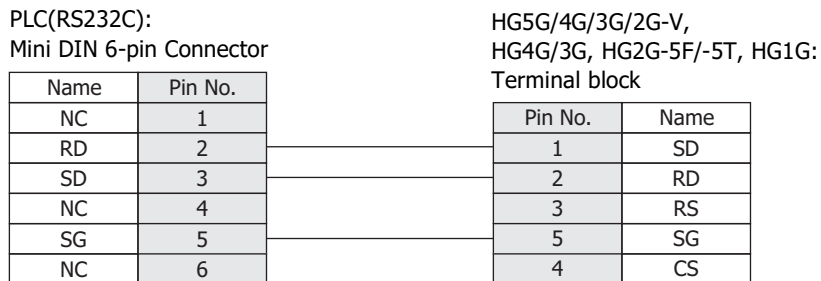 PLC(RS232C):
Mini DIN 6-pin Connector
Name Pin No.
NC 1
RD 2
SD 3
NC 4
SG 5
NC 6
HG5G/4G/3G/2G-V,
HG4G/3G, HG2G-5F/-5T, HG1G:
Terminal block
Pin No. Name
1 SD
2 RD
3 RS
5 SG
4 CS